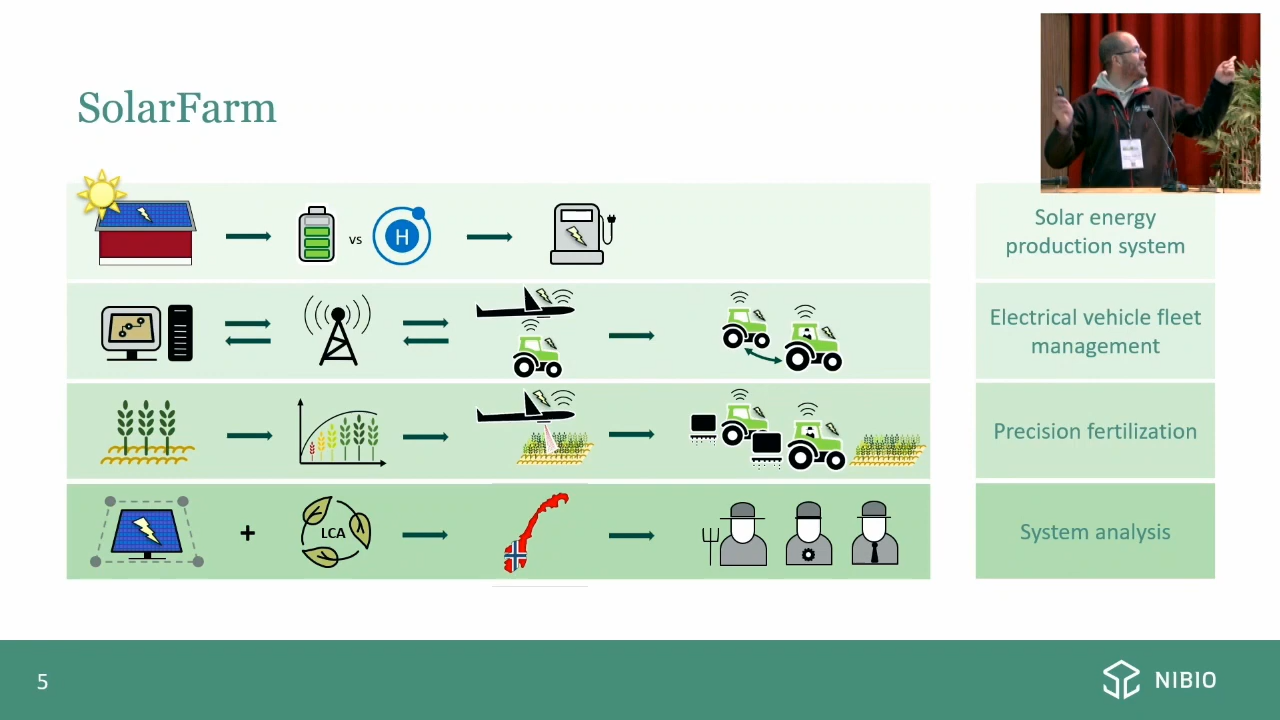 SolarFarm
vs
H
Solar energy
production system
Electrical vehicle fleet
management
Precision fertilization
LCA
System analysis
5
NIBIO